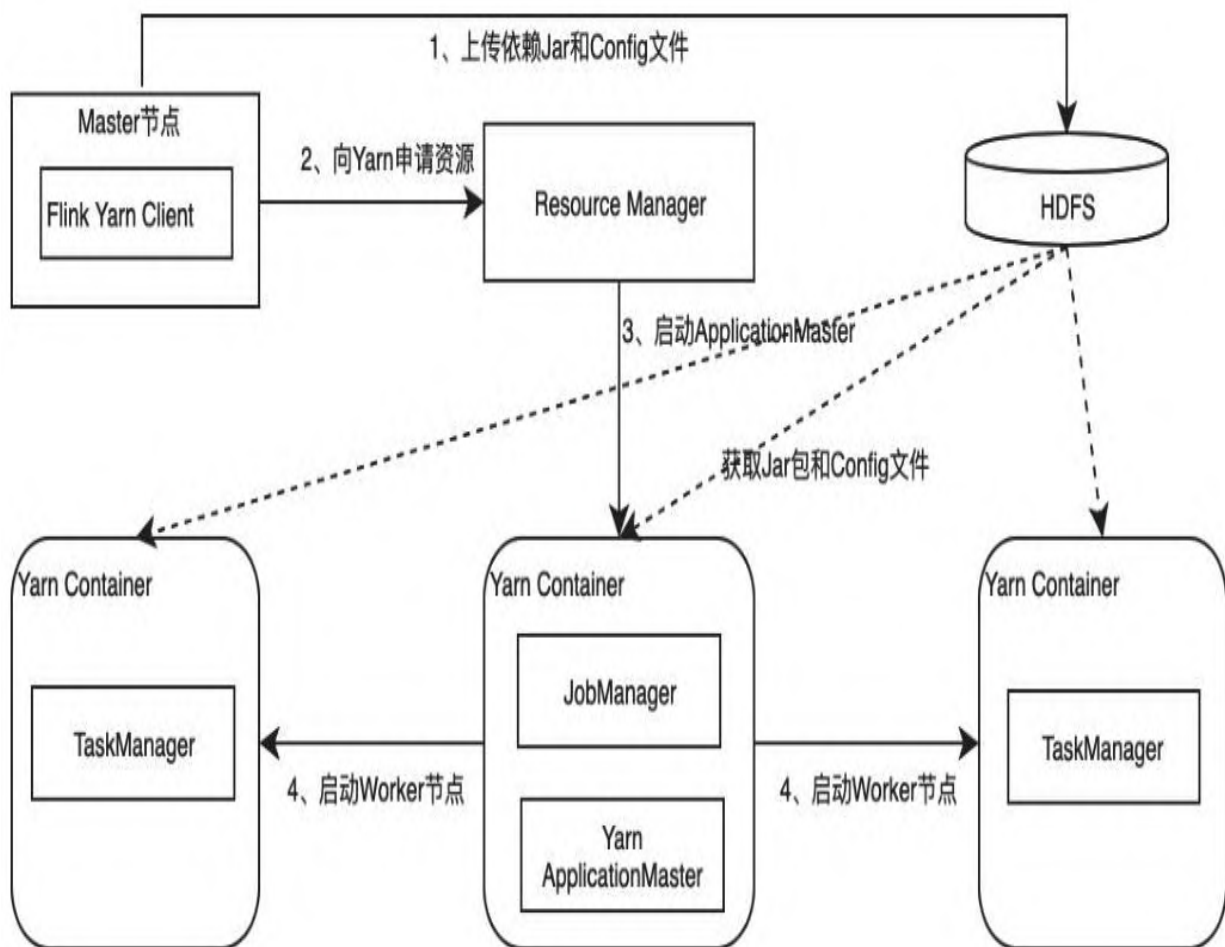 1、上传依赖Jar和Config文件
Master节点
Flink Yarn Client
2、向Yarn申请资源
Resource Manager
HDFS
3、启动ApplicationMaster
获取Jar包和Config文件
Yarn Container
TaskManager
Yarn Container
JobManager
Yarn
ApplicationMaster
Yarn Container
TaskManager
4、启动Worker节点
4、启动Worker节点